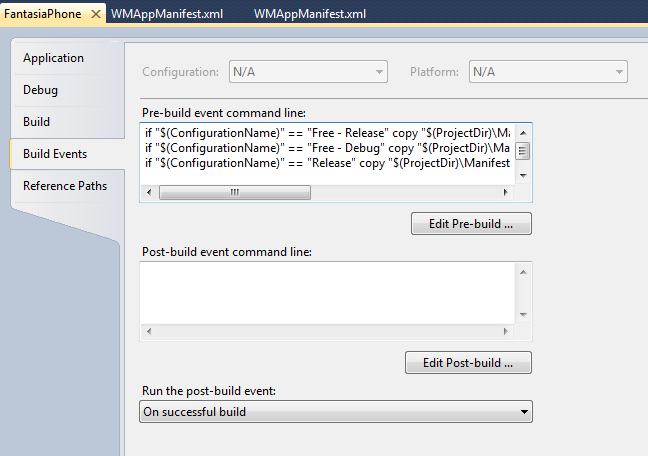 FantasiaPhone WMAppManifest.xml WMAppManifest.xml
Application
Debug
Build
Build Events
Reference Paths
Configuration: N/A Platform: N/A
Pre-build event command line:
if "$(ConfigurationName)" == "Free - Release" copy "$(ProjectDir)\Ma
if "$(ConfigurationName)" == "Free - Debug" copy "$(ProjectDir)\Ma
if "$(ConfigurationName)" == "Release" copy "$(ProjectDir)\Manifest
Edit Pre-build ...
Post-build event command line:
Edit Post-build ...
Run the post-build event:
On successful build